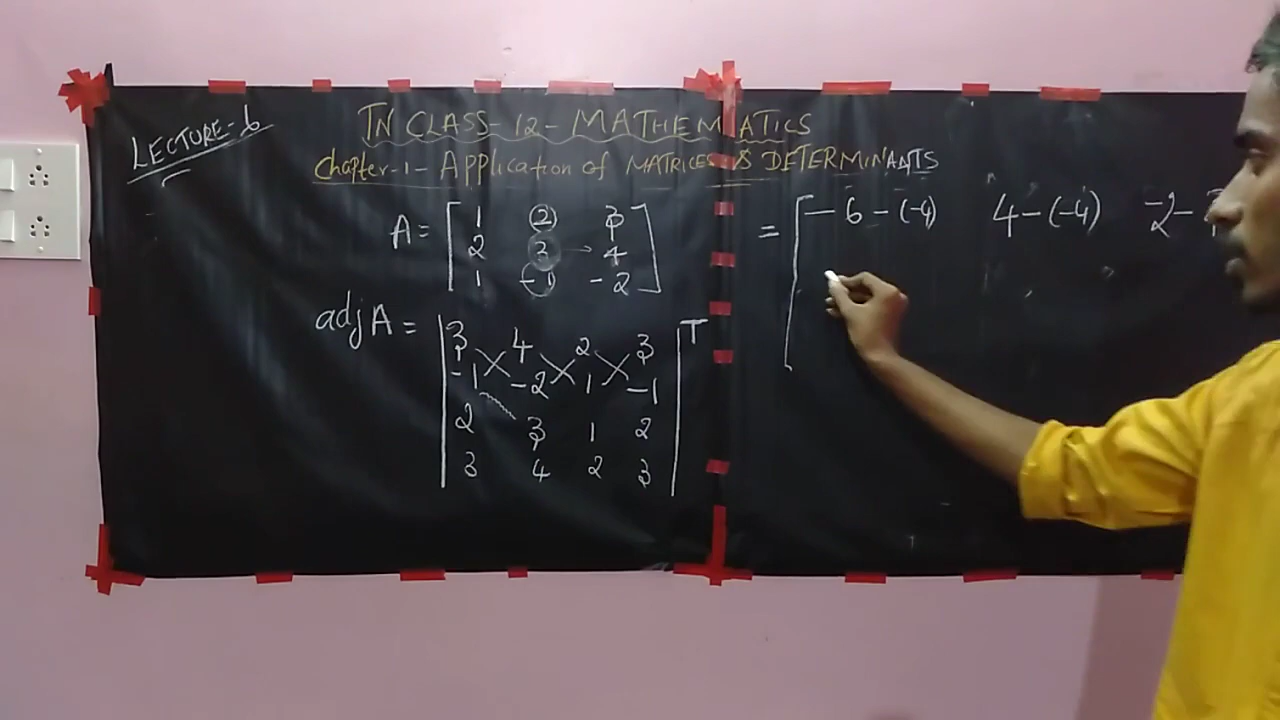 LECTURE-6
TN CLASS-12-MATHEMATICS
Chapter-1-Application of MATRICES & DETERMINANTS
A = [ 1 2 3
2 3 → 4
1 -1 -2 ]
adj A = | 3 4 2 3
-1 -2 1 -1
2 3 1 2
3 4 2 3 | T
= [ -6-(-4) 4-(-4) -2-